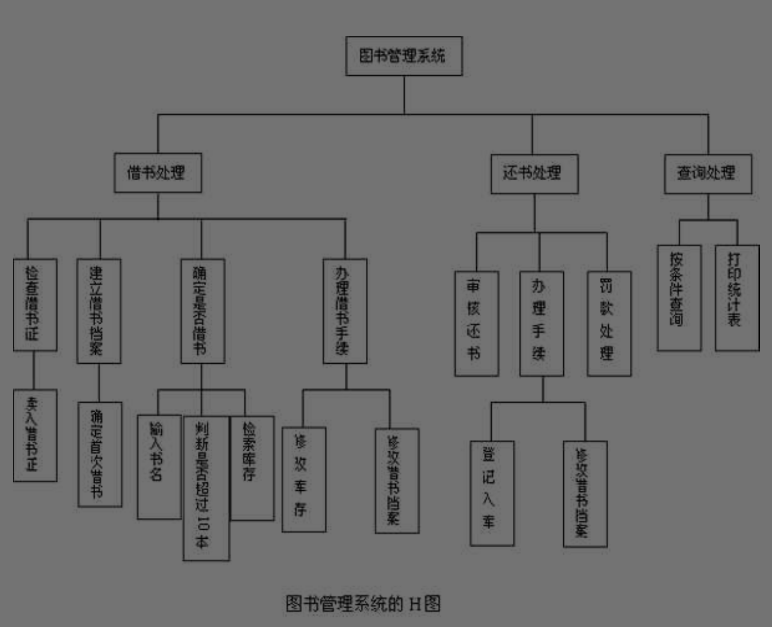 图书管理系统
借书处理
还书处理
查询处理
检查借书证
建立借书档案
确定是否借书
办理借书手续
审核还书
办理手续
罚款处理
按条件查询
打印统计表
读入借书证
确定首次借书
输入书名
判断是否超过10本
检索库存
修改库存
修改借书档案
登记入库
修改借书档案
图书管理系统的H图